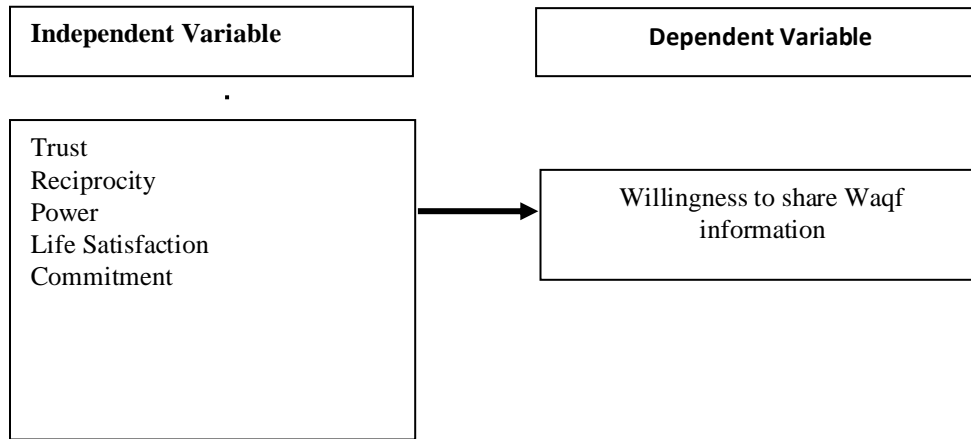 Independent Variable
Dependent Variable
Trust
Reciprocity
Power
Life Satisfaction
Commitment
Willingness to share Waqf
information